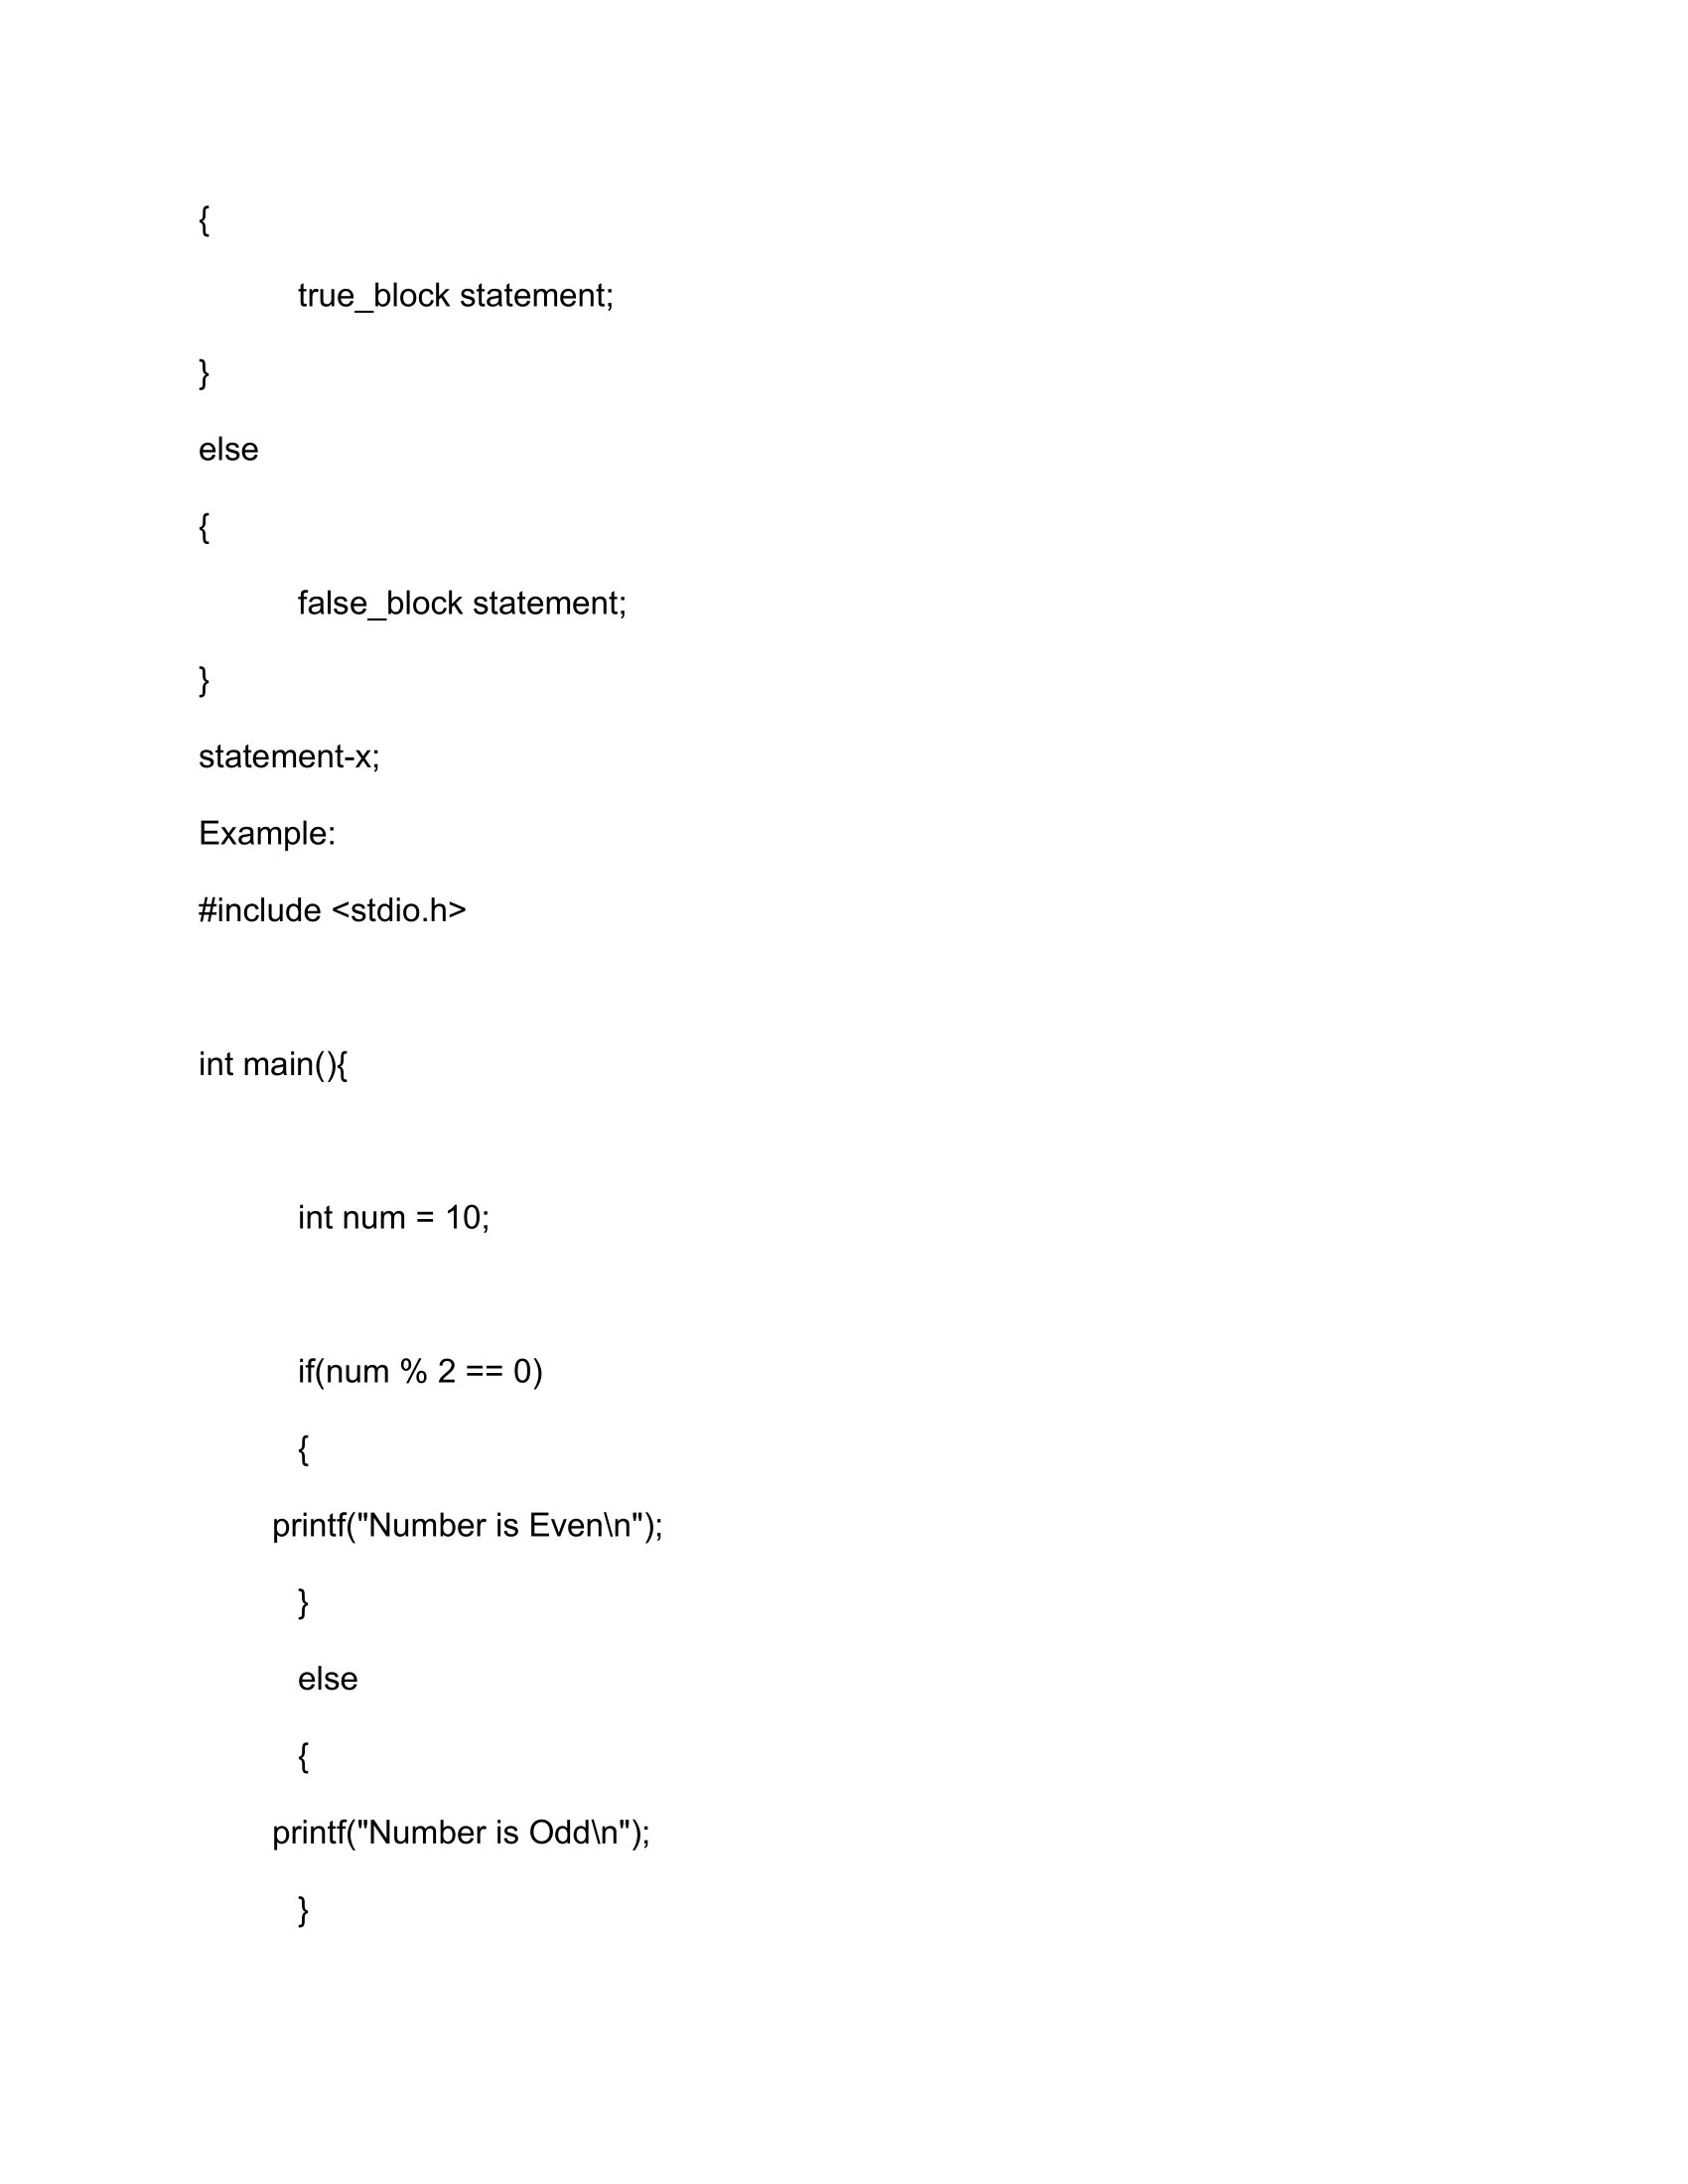 {
true_block statement;
}
else
{
false_block statement;
}
statement-x;
Example:
#include <stdio.h>
int main(){
int num = 10;
if(num % 2 == 0)
{
printf("Number is Even\n");
}
else
{
printf("Number is Odd\n");
}